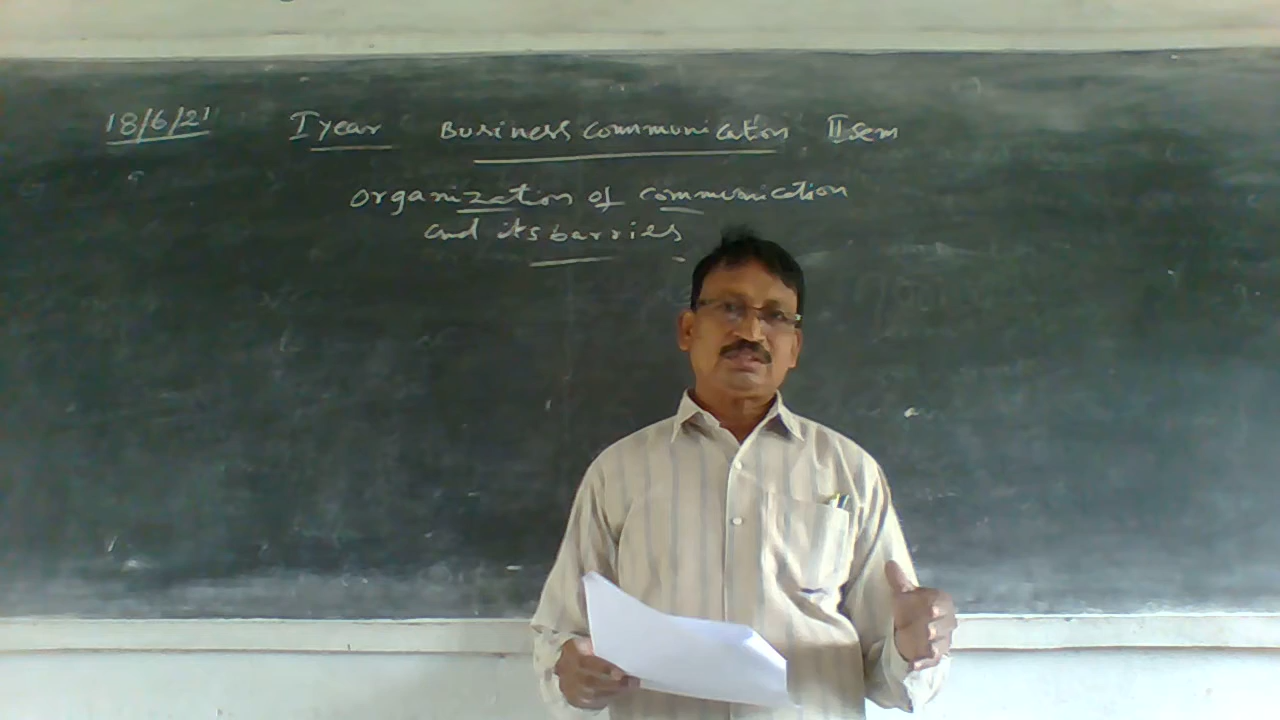 18/6/21 I year Business communication II sem
organization of communication
and its barries